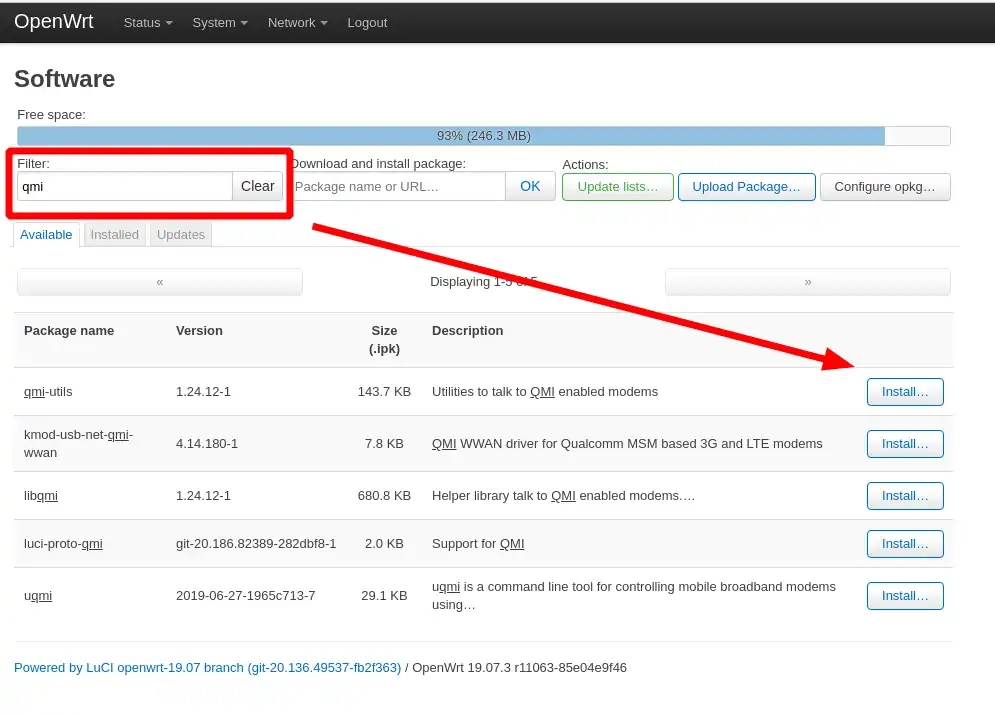 OpenWrt Status System Network Logout
Software
Free space:
93% (246.3 MB)
Filter: Download and install package: Actions:
qmi Clear Package name or URL... OK Update lists... Upload Package... Configure opkg...
Available Installed Updates
« Displaying 1-5 of 5 »
Package name Version Size (.ipk) Description
qmi-utils 1.24.12-1 143.7 KB Utilities to talk to QMI enabled modems Install...
kmod-usb-net-qmi-wwan 4.14.180-1 7.8 KB QMI WWAN driver for Qualcomm MSM based 3G and LTE modems Install...
libqmi 1.24.12-1 680.8 KB Helper library talk to QMI enabled modems.... Install...
luci-proto-qmi git-20.186.82389-282dbf8-1 2.0 KB Support for QMI Install...
uqmi 2019-06-27-1965c713-7 29.1 KB uqmi is a command line tool for controlling mobile broadband modems using... Install...
Powered by LuCI openwrt-19.07 branch (git-20.136.49537-fb2f363) / OpenWrt 19.07.3 r11063-85e04e9f46